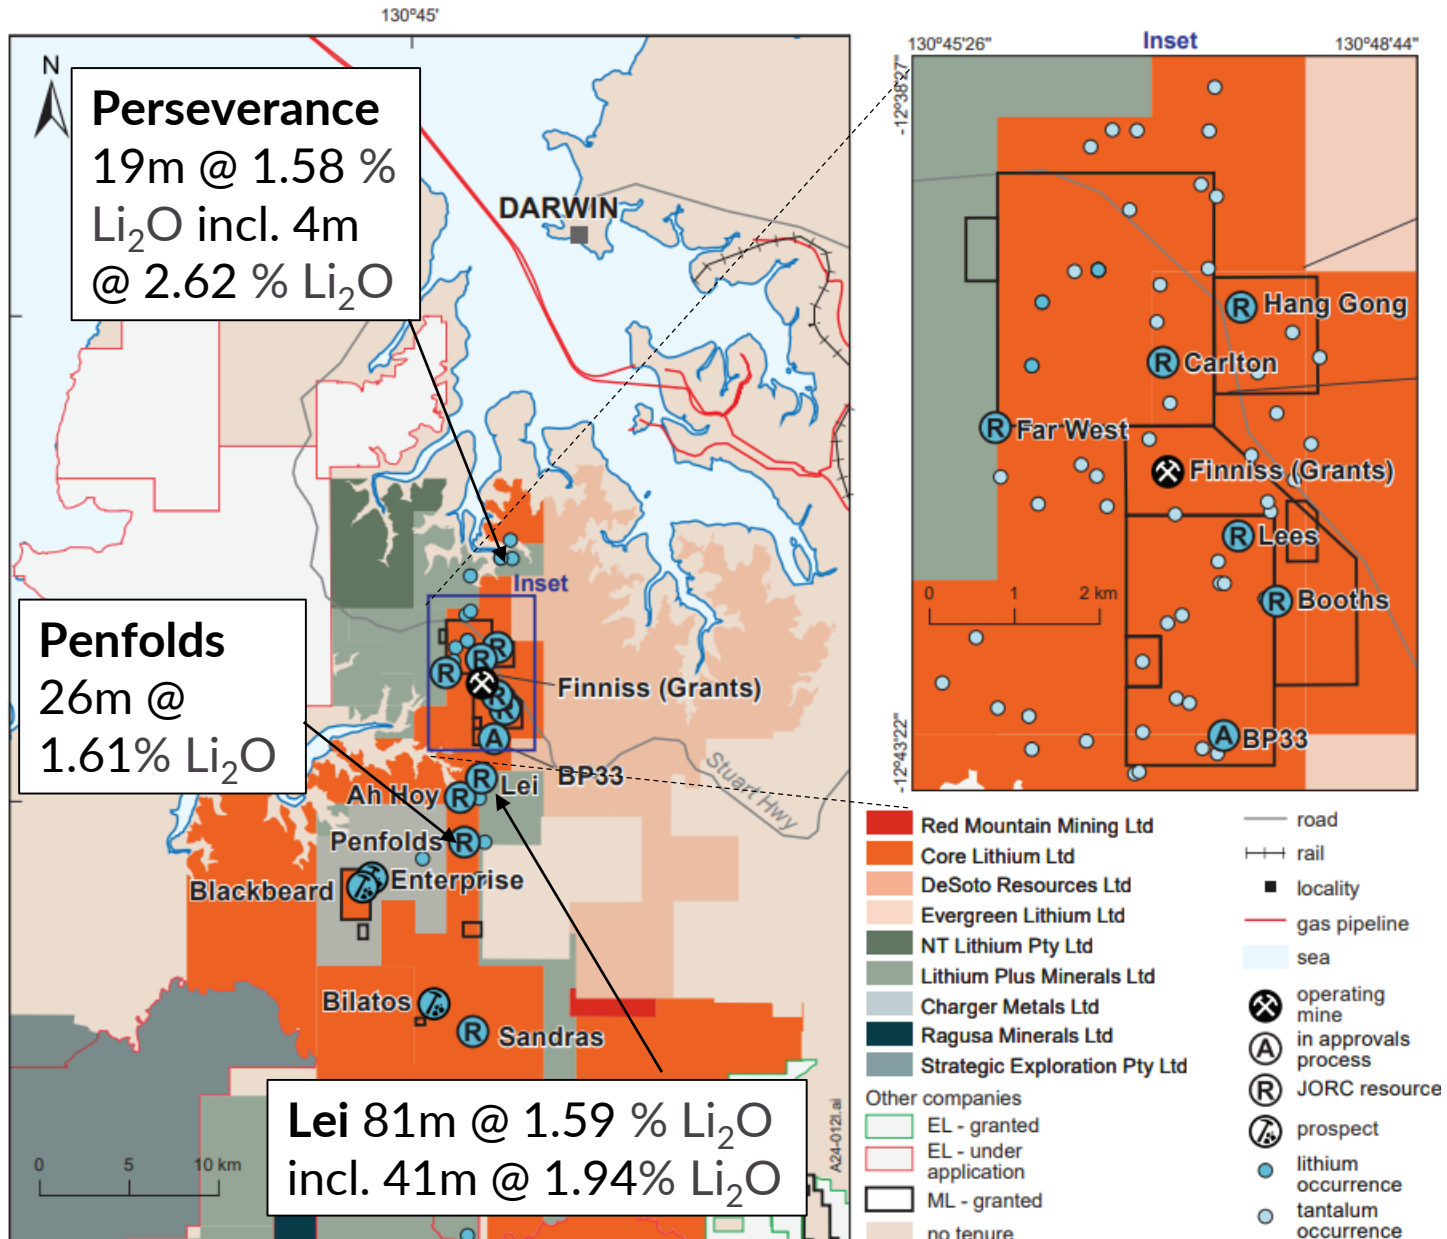 130°45'
N
Perseverance
19m @ 1.58 %
Li₂O incl. 4m
@ 2.62 % Li₂O
DARWIN
Inset
Penfolds
26m @
1.61% Li₂O
R
R
R
R
R
A
Finniss (Grants)
BP33
Stuart Hwy
R
Lei
Ah Hoy
R
Penfolds
R
Enterprise
Blackbeard
Bilatos
R
Sandras
Lei 81m @ 1.59 % Li₂O
incl. 41m @ 1.94% Li₂O
0 5 10 km
A24-012l.ai
Inset
130°45'26"
130°48'44"
-12°38'27"
-12°43'22"
R Hang Gong
R Carlton
R Far West
Finniss (Grants)
R Lees
R Booths
A BP33
0 1 2 km
Red Mountain Mining Ltd
Core Lithium Ltd
DeSoto Resources Ltd
Evergreen Lithium Ltd
NT Lithium Pty Ltd
Lithium Plus Minerals Ltd
Charger Metals Ltd
Ragusa Minerals Ltd
Strategic Exploration Pty Ltd
Other companies
EL - granted
EL - under
application
ML - granted
no tenure
road
rail
locality
gas pipeline
sea
operating
mine
A in approvals
process
R JORC resource
prospect
lithium
occurrence
tantalum
occurrence